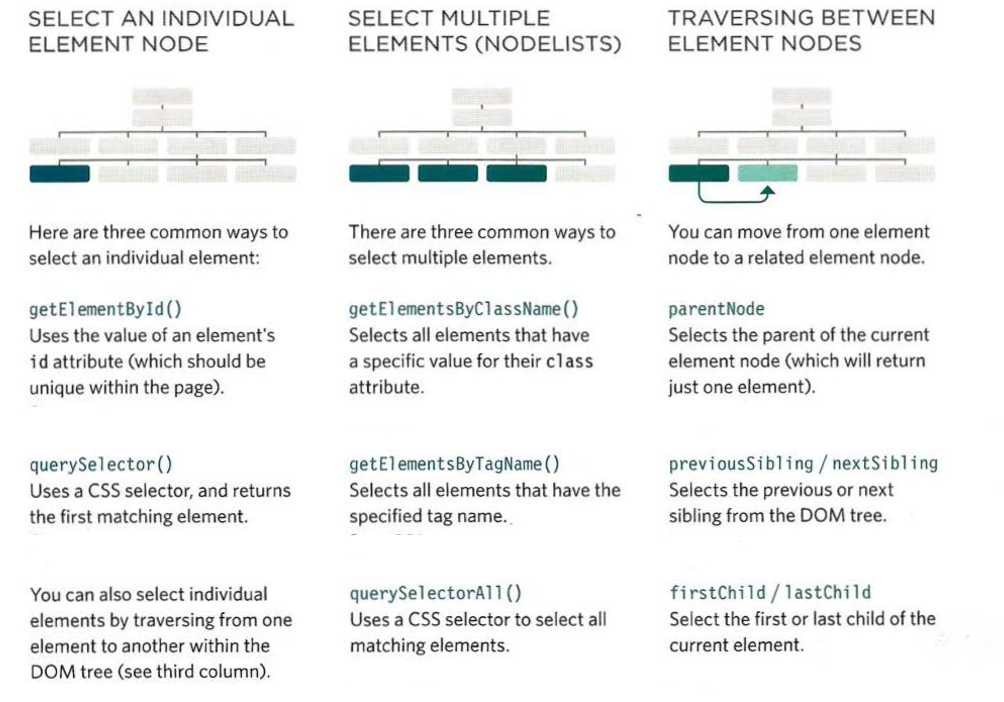 SELECT AN INDIVIDUAL
ELEMENT NODE
Here are three common ways to
select an individual element:
getElementById()
Uses the value of an element's
id attribute (which should be
unique within the page).
querySelector()
Uses a CSS selector, and returns
the first matching element.
You can also select individual
elements by traversing from one
element to another within the
DOM tree (see third column).
SELECT MULTIPLE
ELEMENTS (NODELISTS)
There are three common ways to
select multiple elements.
getElementsByClassName()
Selects all elements that have
a specific value for their class
attribute.
getElementsByTagName()
Selects all elements that have the
specified tag name.
querySelectorAll()
Uses a CSS selector to select all
matching elements.
TRAVERSING BETWEEN
ELEMENT NODES
You can move from one element
node to a related element node.
parentNode
Selects the parent of the current
element node (which will return
just one element).
previousSibling / nextSibling
Selects the previous or next
sibling from the DOM tree.
firstChild / lastChild
Select the first or last child of the
current element.